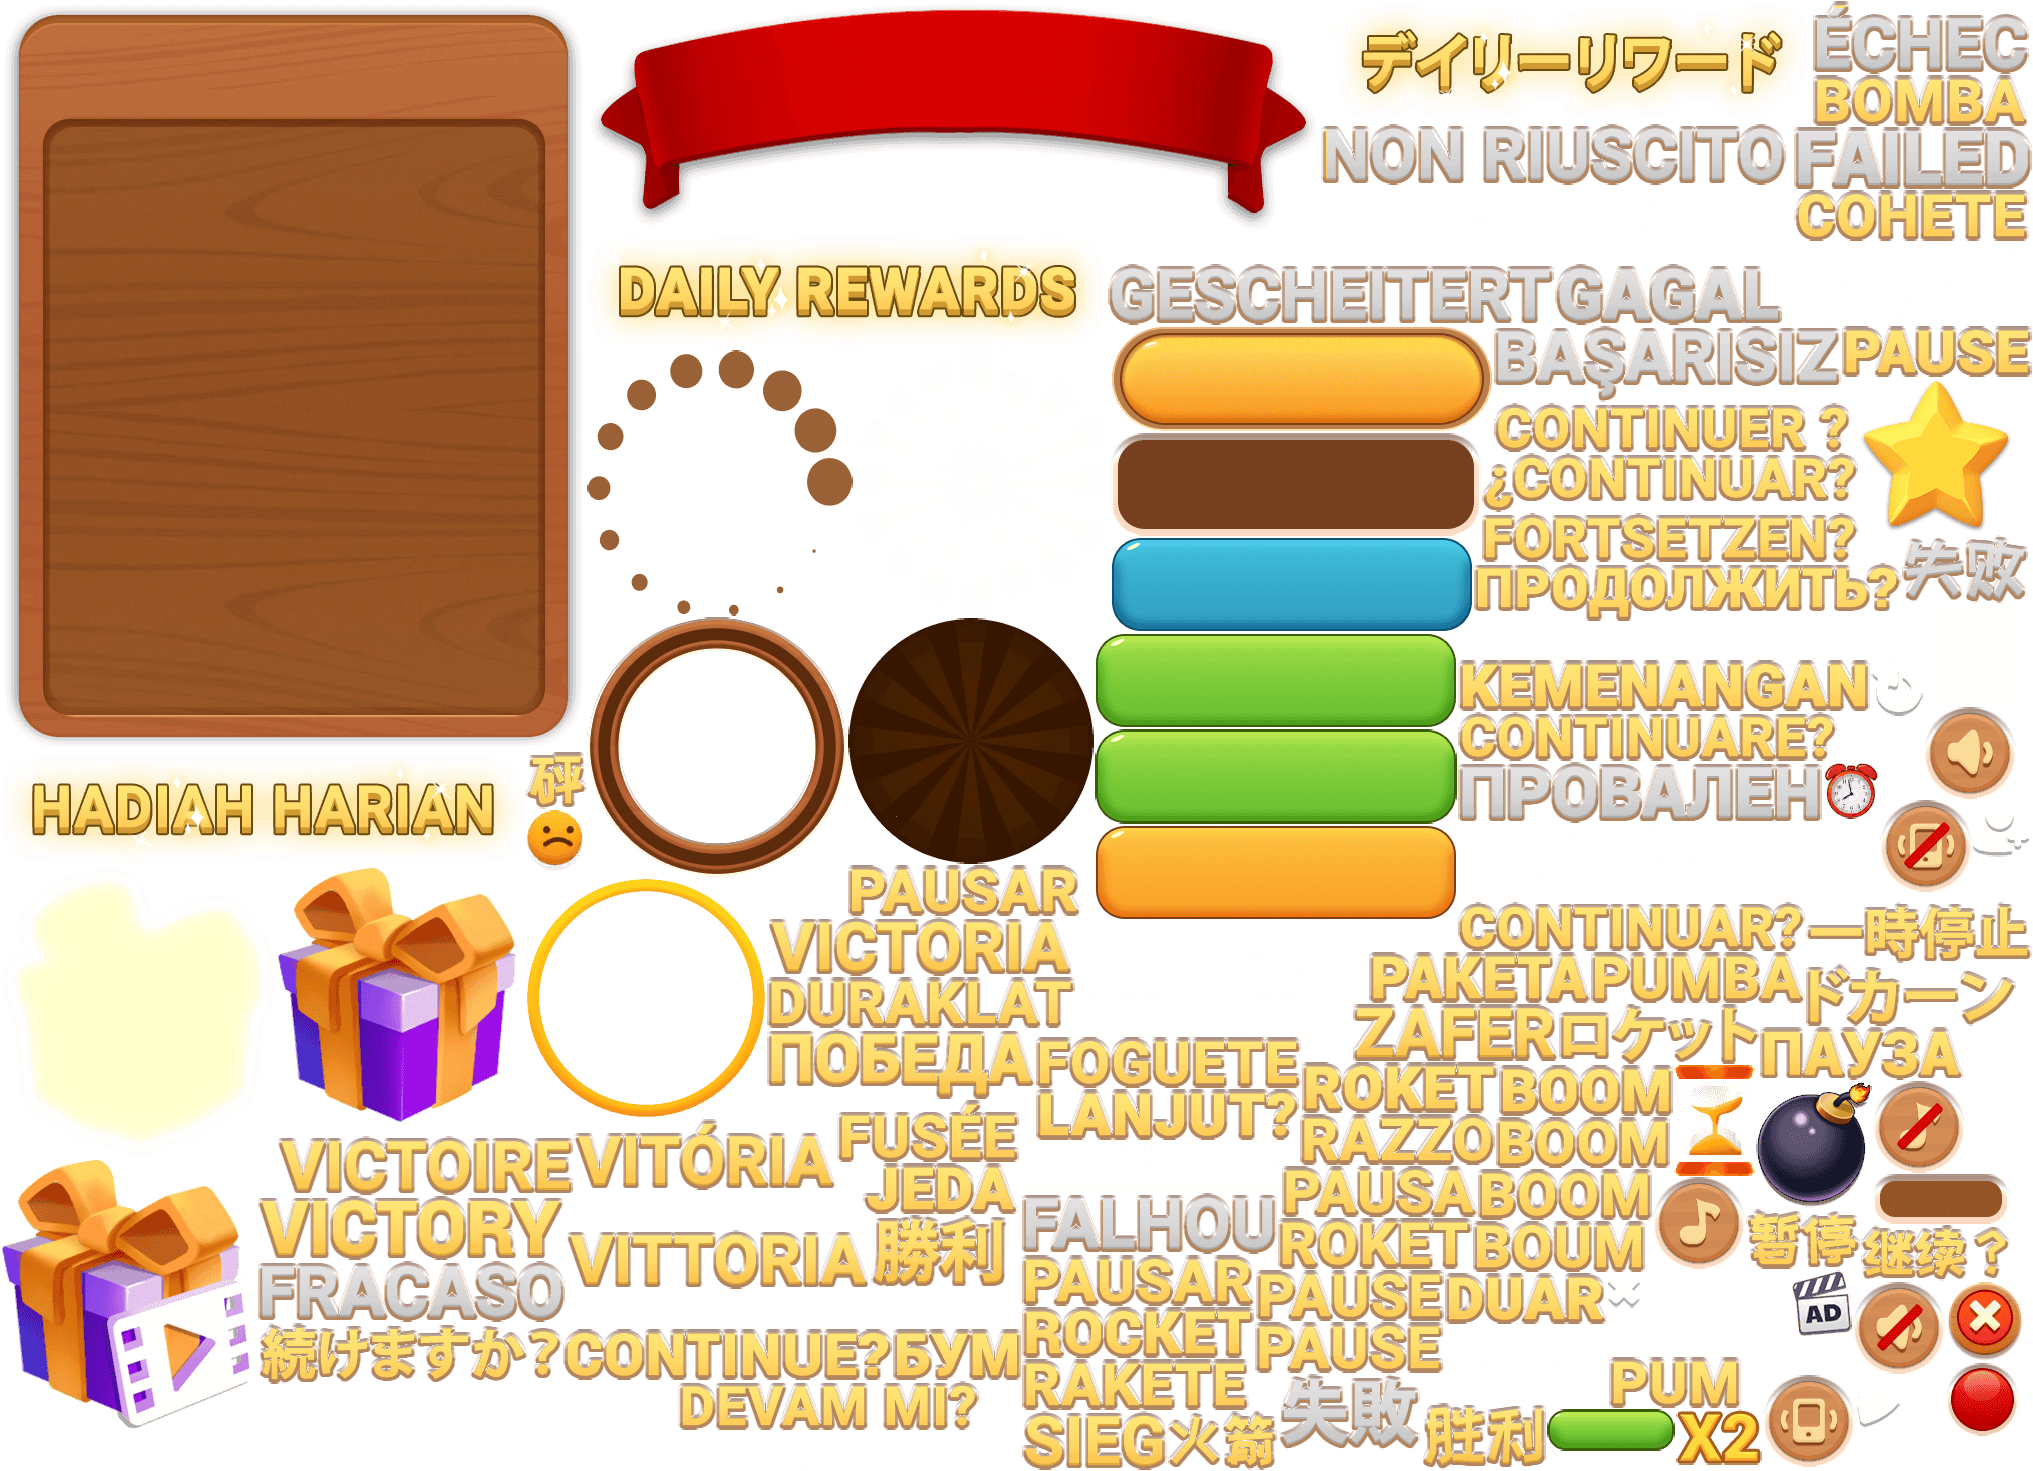 デイリーリワード
ÉCHEC
BOMBA
NON RIUSCITO
FAILED
COHETE
DAILY REWARDS
GESCHEITERT
GAGAL
BAŞARISIZ
PAUSE
CONTINUER ?
¿CONTINUAR?
FORTSETZEN?
失败
ПРОДОЛЖИТЬ?
KEMENANGAN
CONTINUARE?
ПРОВАЛЕН
HADIAH HARIAN
砰
PAUSAR
VICTORIA
DURAKLAT
ПОБЕДА
CONTINUAR?
一時停止
PAKETA
PUMBA
ドカーン
ZAFER
ロケット
ПАУЗА
FOGUETE
LANJUT?
ROKET
BOOM
RAZZO
BOOM
FUSÉE
JEDA
VICTOIRE
VITÓRIA
VICTORY
VITTORIA
勝利
FRACASO
続けますか?
CONTINUE?
БУМ
DEVAM MI?
FALHOU
PAUSA
BOOM
ROKET
BOUM
暂停
继续？
PAUSAR
PAUSE
DUAR
ROCKET
PAUSE
RAKETE
AD
SIEG
火箭
失敗
胜利
PUM
X2